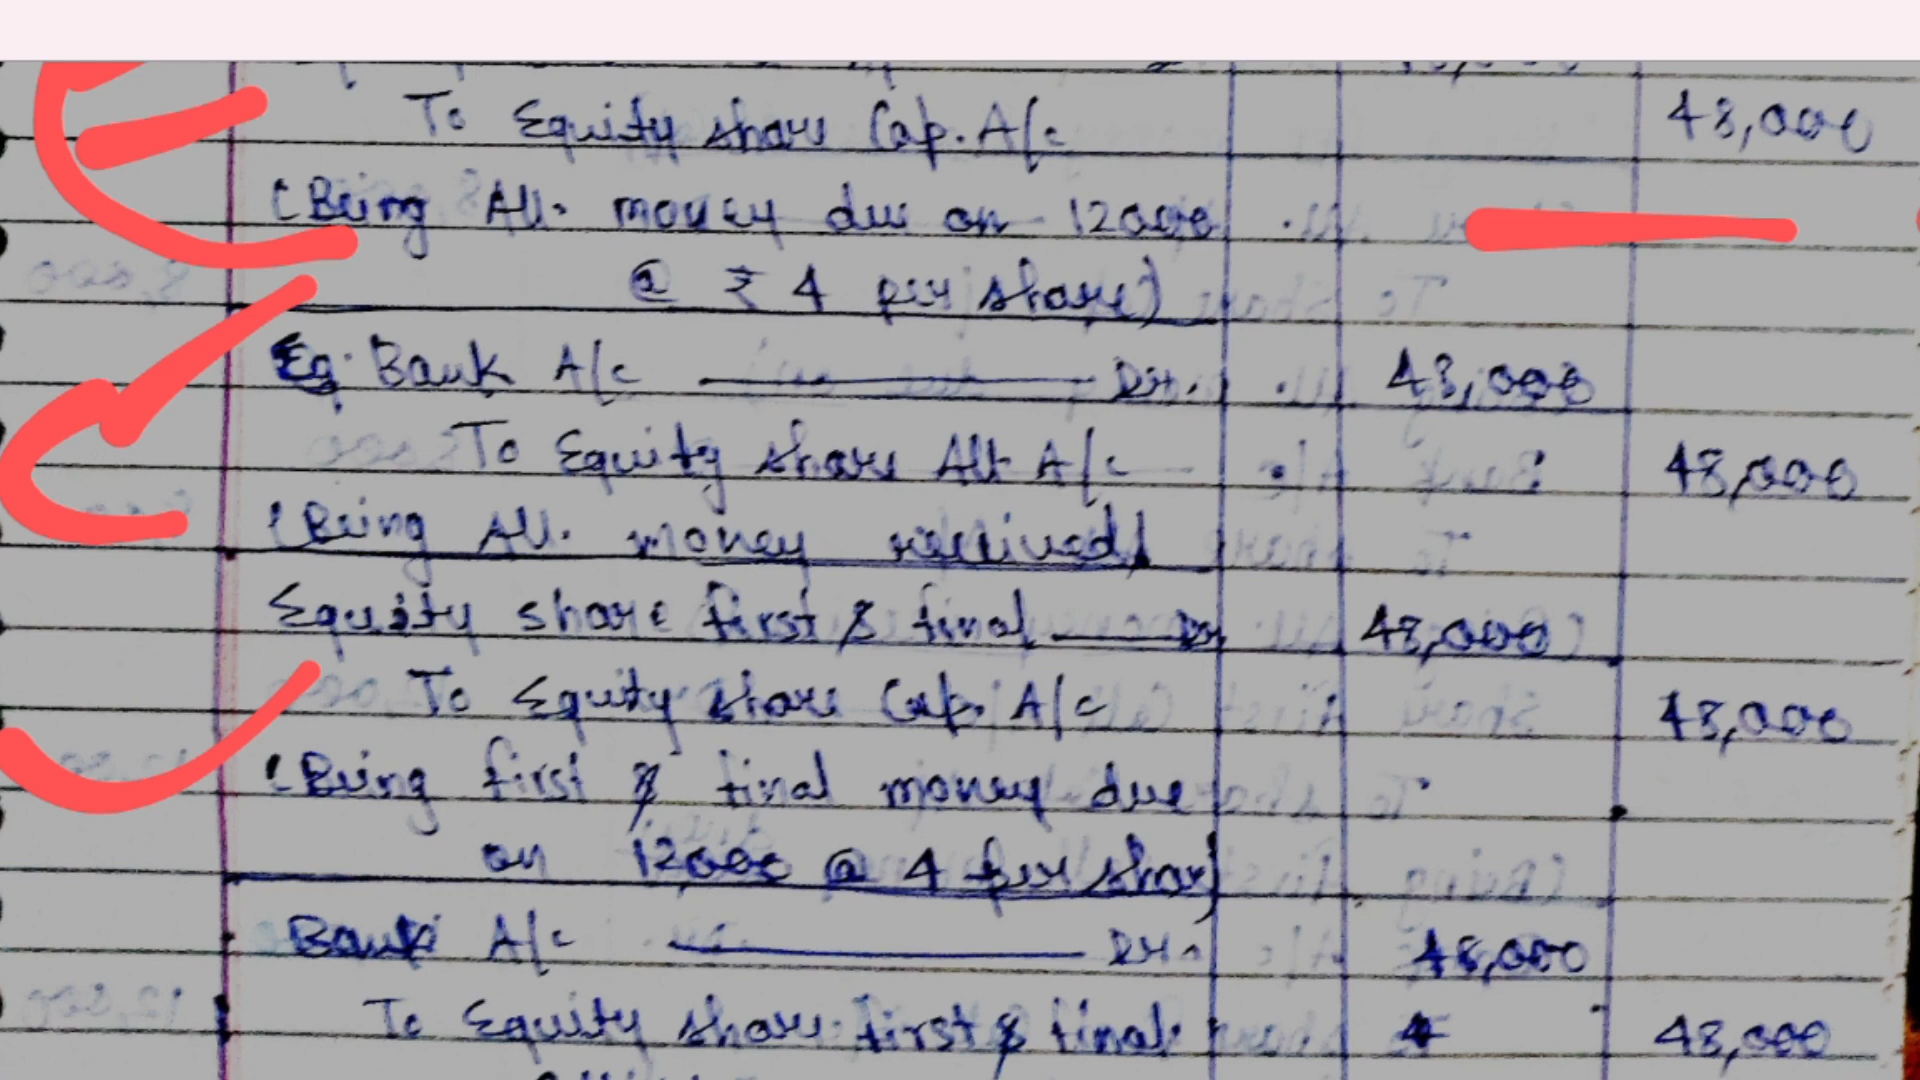 To Equity share Cap. A/c 48,000
(Being All. money due on 12000
@ ₹ 4 per share)
Eq. Bank A/c Dr. 48,000
To Equity share Allt A/c 48,000
(Being All. money received)
Equity share first & final Dr 48,000
To Equity share Cap. A/c 48,000
(Being first & final money due
on 12,000 @ 4 per share)
Bank A/c Dr. 48,000
To Equity share first & final 48,000